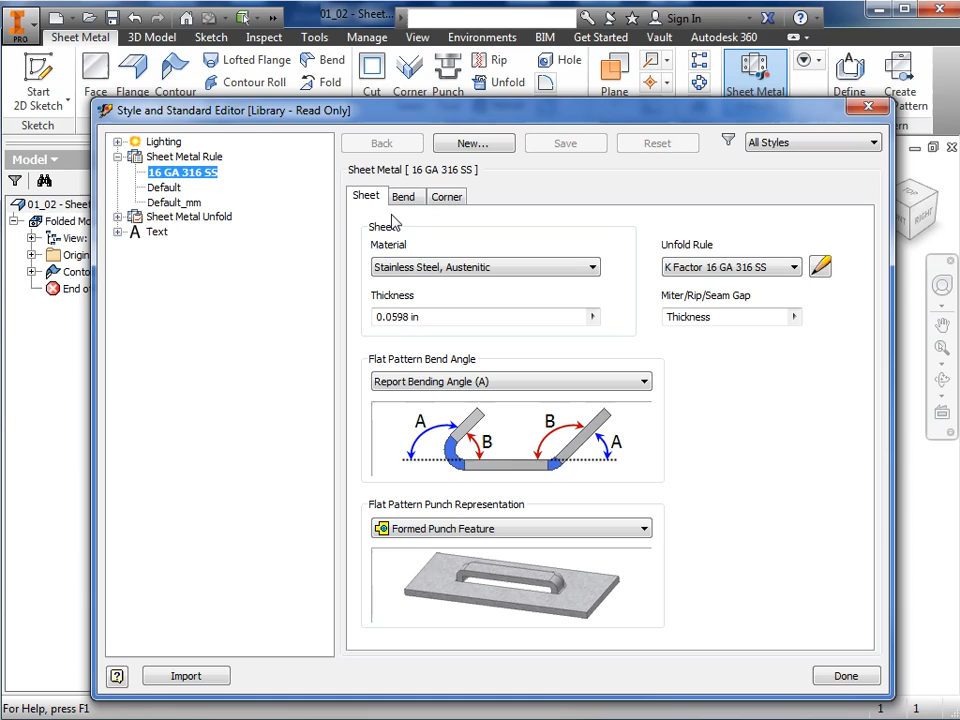 01_02 - Sheet...
Sign In
PRO
Sheet Metal
3D Model
Sketch
Inspect
Tools
Manage
View
Environments
BIM
Get Started
Vault
Autodesk 360
Start
2D Sketch
Face
Flange
Contour
Lofted Flange
Contour Roll
Bend
Fold
Cut
Corner
Punch
Rip
Unfold
Hole
Plane
Sheet Metal
Define
Create
Pattern
Sketch
Style and Standard Editor [Library - Read Only]
Model
01_02 - Sheet
Folded Mo
View:
Origin
Conto
End of
Lighting
Sheet Metal Rule
16 GA 316 SS
Default
Default_mm
Sheet Metal Unfold
A Text
Back
New...
Save
Reset
All Styles
Sheet Metal [ 16 GA 316 SS ]
Sheet
Bend
Corner
Sheet
Material
Stainless Steel, Austenitic
Thickness
0.0598 in
Unfold Rule
K Factor 16 GA 316 SS
Miter/Rip/Seam Gap
Thickness
Flat Pattern Bend Angle
Report Bending Angle (A)
A
B
B
A
Flat Pattern Punch Representation
Formed Punch Feature
Import
Done
RIGHT
For Help, press F1
1
1